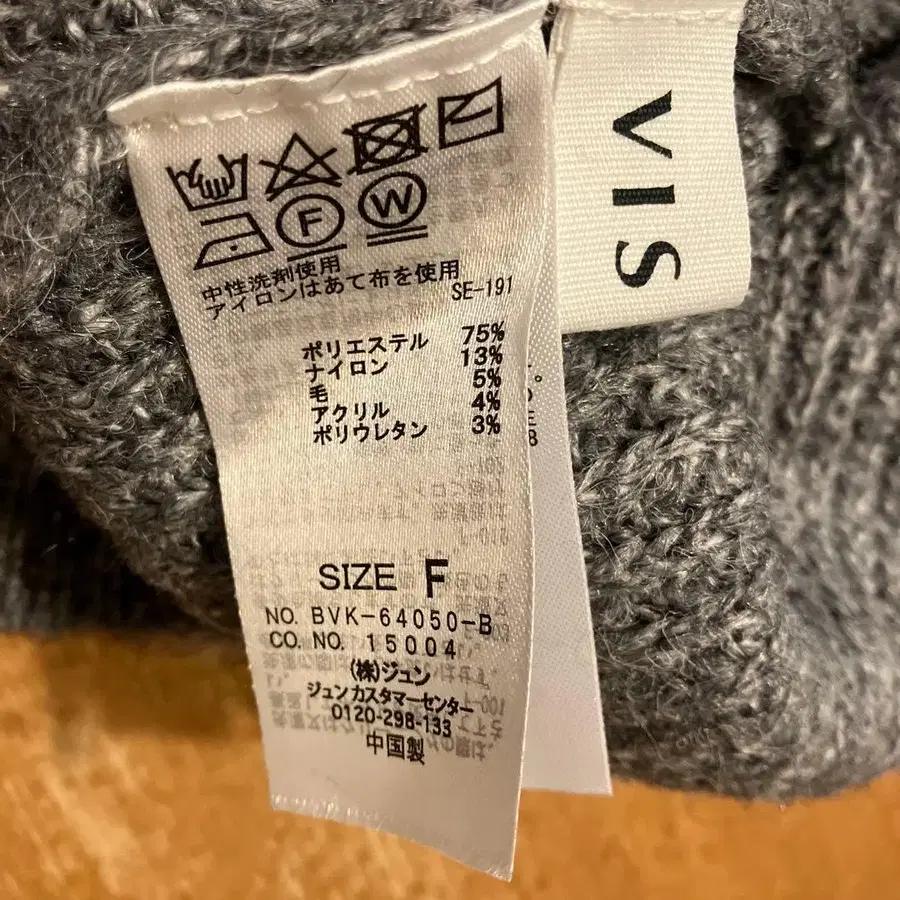 VIS
F W
中性洗剤使用
アイロンはあて布を使用
SE-191
ポリエステル 75%
ナイロン 13%
毛 5%
アクリル 4%
ポリウレタン 3%
SIZE F
NO. BVK-64050-B
CO. NO. 15004
(株)ジュン
ジュンカスタマーセンター
0120-298-133
中国製